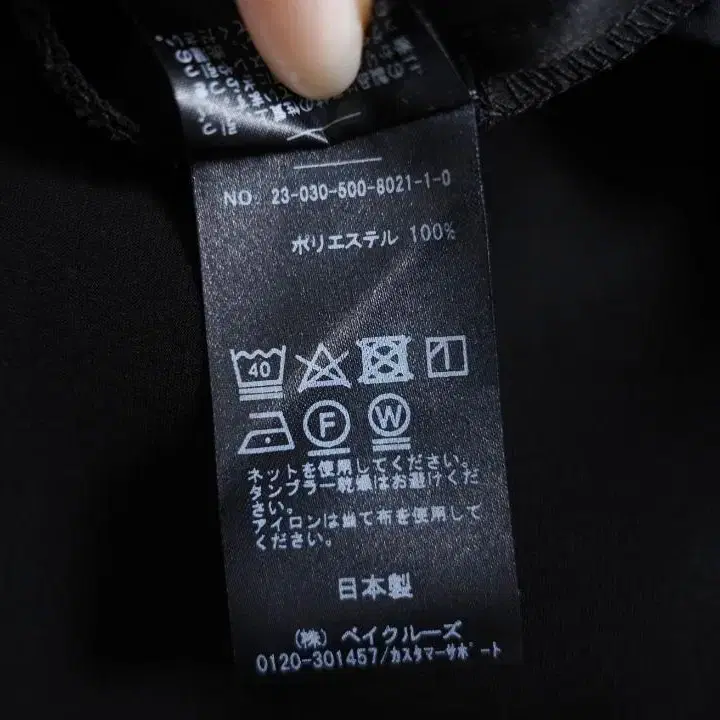 NO. 23-030-500-8021-1-0
ポリエステル 100%
40
F
W
ネットを使用してください。
タンブラー乾燥はお避けくだ
さい。
アイロンは当て布を使用して
ください。
日本製
(株) ベイクルーズ
0120-301457/カスタマーサポート